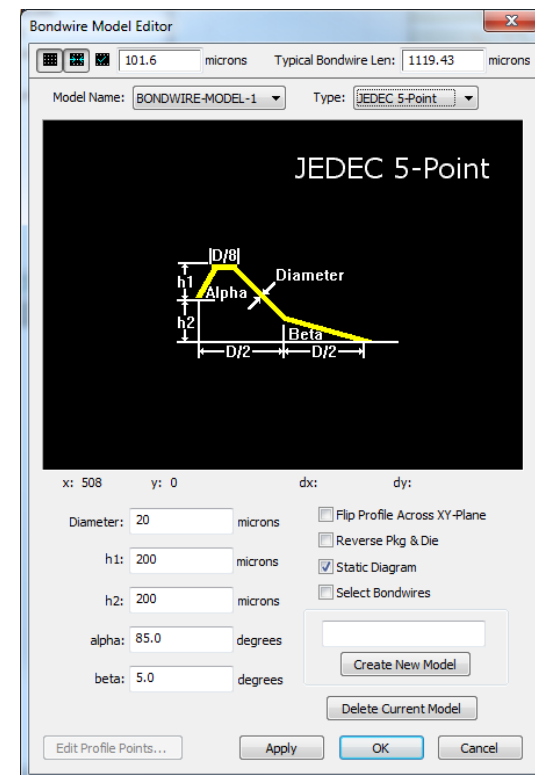 Bondwire Model Editor
101.6 microns Typical Bondwire Len: 1119.43 microns
Model Name: BONDWIRE-MODEL-1 Type: JEDEC 5-Point
JEDEC 5-Point
D/8
h1 Alpha Diameter
h2 Beta
D/2 D/2
x: 508 y: 0 dx: dy:
Diameter: 20 microns Flip Profile Across XY-Plane
Reverse Pkg & Die
h1: 200 microns Static Diagram
h2: 200 microns Select Bondwires
alpha: 85.0 degrees
Create New Model
beta: 5.0 degrees
Delete Current Model
Edit Profile Points... Apply OK Cancel